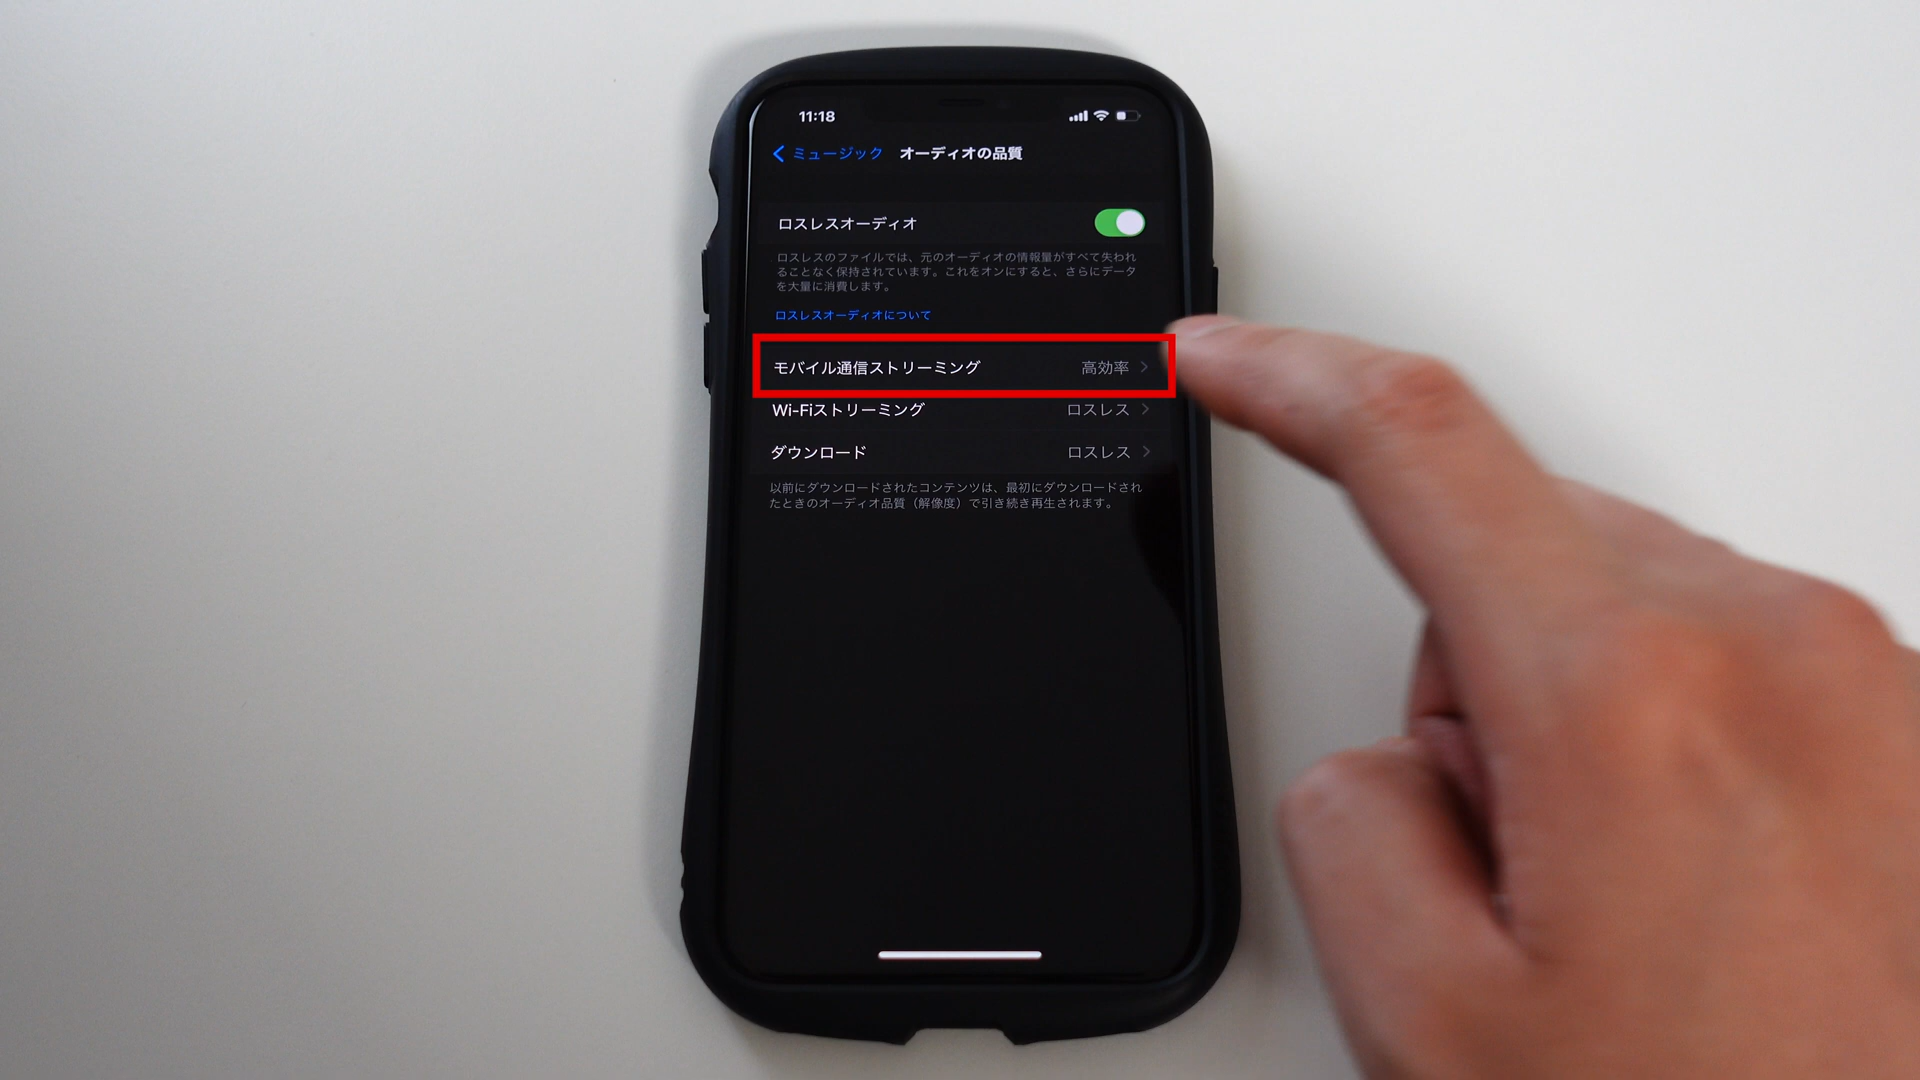 11:18
ミュージック オーディオの品質
ロスレスオーディオ
ロスレスのファイルでは、元のオーディオの情報量がすべて失われ
ることなく保持されています。これをオンにすると、さらにデータ
を大量に消費します。
ロスレスオーディオについて
モバイル通信ストリーミング 高効率
Wi-Fiストリーミング ロスレス
ダウンロード ロスレス
以前にダウンロードされたコンテンツは、最初にダウンロードされ
たときのオーディオ品質（解像度）で引き続き再生されます。